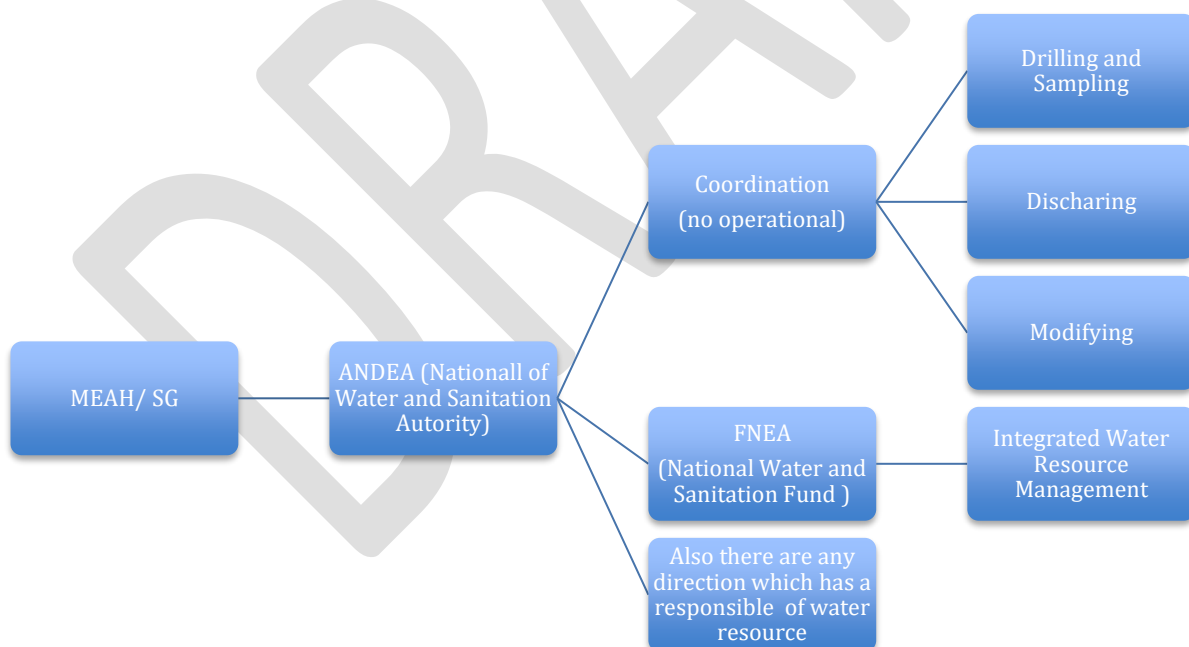 DRA
Drilling and
Sampling
Coordination
(no operational)
Discharing
Modifying
MEAH/ SG
ANDEA (Nationall of
Water and Sanitation
Autority)
FNEA
(National Water and
Sanitation Fund )
Integrated Water
Resource
Management
Also there are any
direction which has a
responsible of water
resource